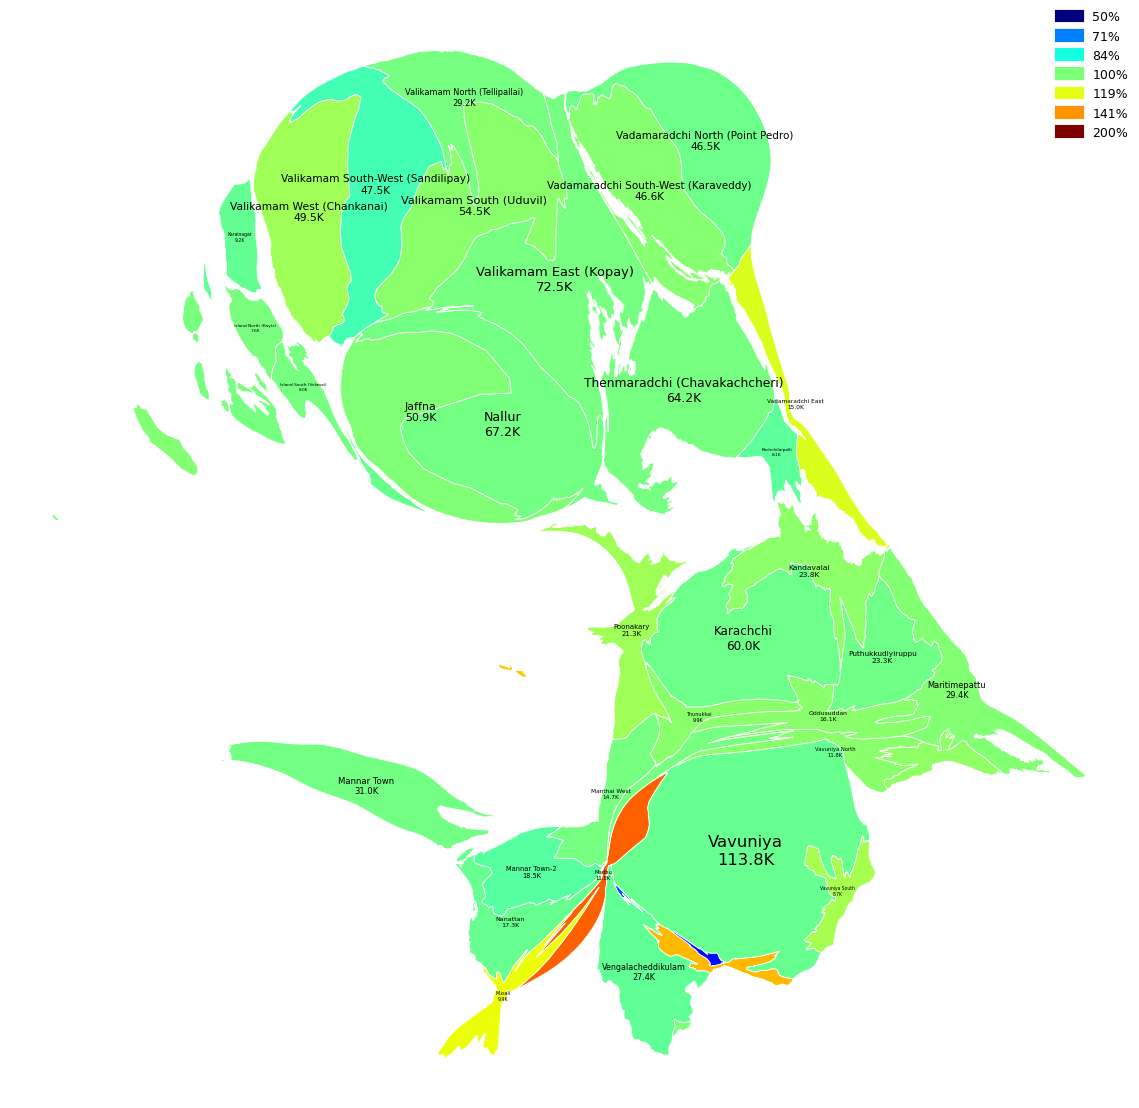 50%
71%
84%
100%
119%
141%
200%
Valikamam North (Tellipallai)
29.2K
Vadamaradchi North (Point Pedro)
46.5K
Valikamam South-West (Sandilipay)
47.5K
Vadamaradchi South-West (Karaveddy)
46.6K
Valikamam West (Chankanai)
49.5K
Valikamam South (Uduvil)
54.5K
Karainagar
9.2K
Valikamam East (Kopay)
72.5K
Island North (Kayts)
Island South (Velanai)
Thenmaradchi (Chavakachcheri)
64.2K
Jaffna
50.9K
Nallur
67.2K
Vadamaradchi East
15.0K
Pachchilaipalli
8.1K
Kandavalai
23.8K
Poonakary
21.3K
Karachchi
60.0K
Puthukkudiyiruppu
23.3K
Maritimepattu
29.4K
Thunukkai
9.9K
Oddusuddan
16.1K
Vavuniya North
11.8K
Mannar Town
31.0K
Manthai West
14.7K
Vavuniya
113.8K
Mannar Town-2
18.5K
Madhu
Vavuniya South
8.7K
Nanattan
17.3K
Vengalacheddikulam
27.4K
Musali
9.9K